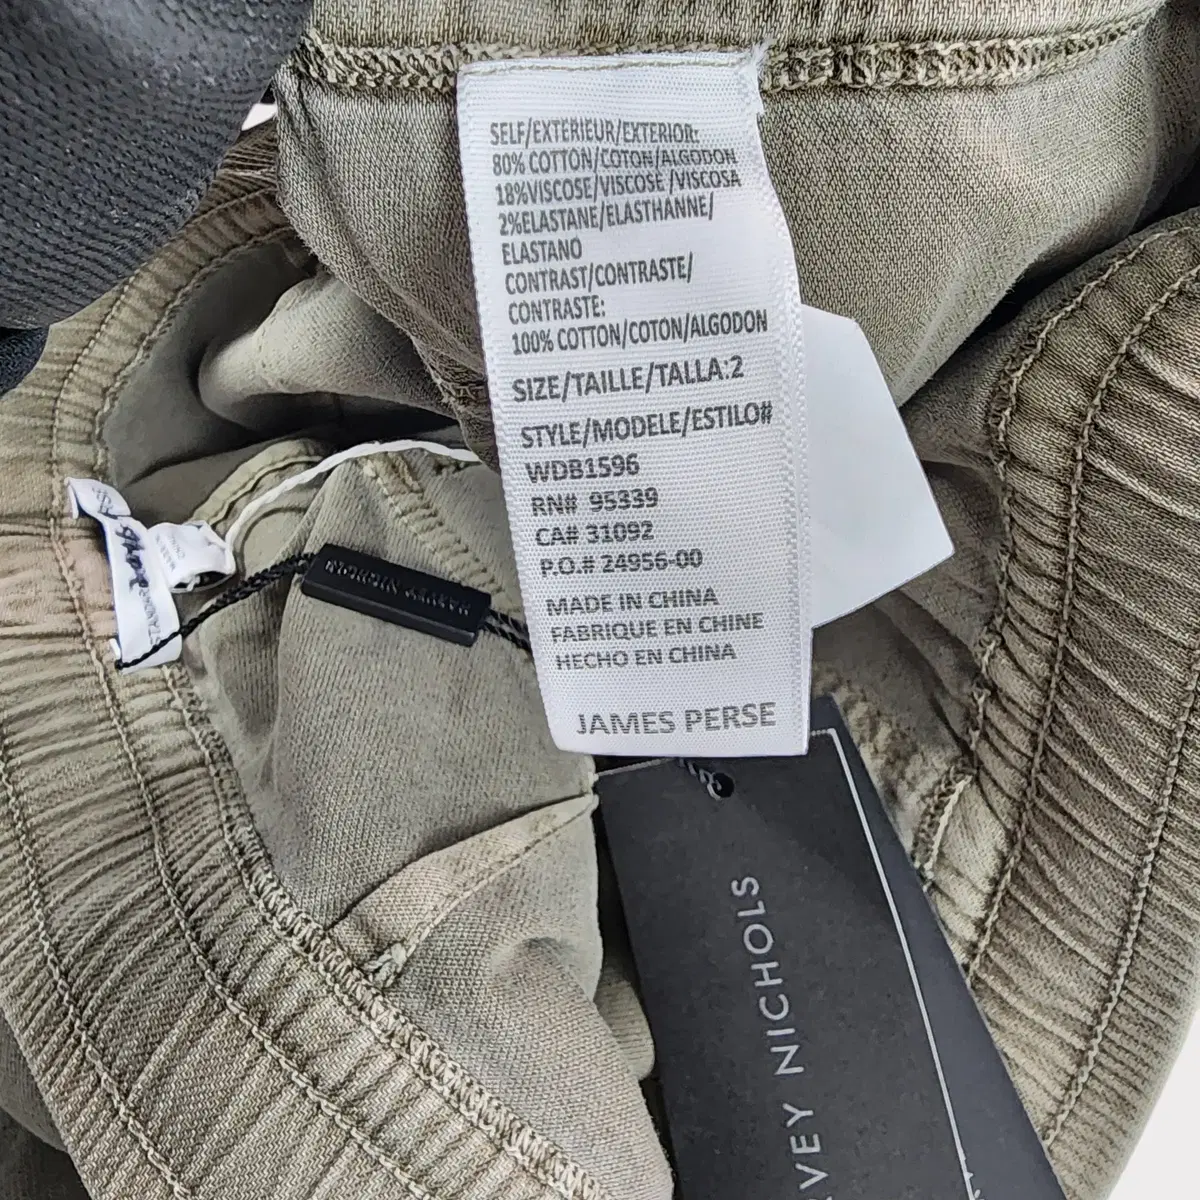 SELF/EXTERIEUR/EXTERIOR:
80% COTTON/COTON/ALGODON
18%VISCOSE/VISCOSE /VISCOSA
2%ELASTANE/ELASTHANNE/
ELASTANO
CONTRAST/CONTRASTE/
CONTRASTE:
100% COTTON/COTON/ALGODON
SIZE/TAILLE/TALLA:2
STYLE/MODELE/ESTILO#
WDB1596
RN# 95339
CA# 31092
P.O.# 24956-00
MADE IN CHINA
FABRIQUE EN CHINE
HECHO EN CHINA
JAMES PERSE
HARVEY NICHOLS
VEY NICHOLS